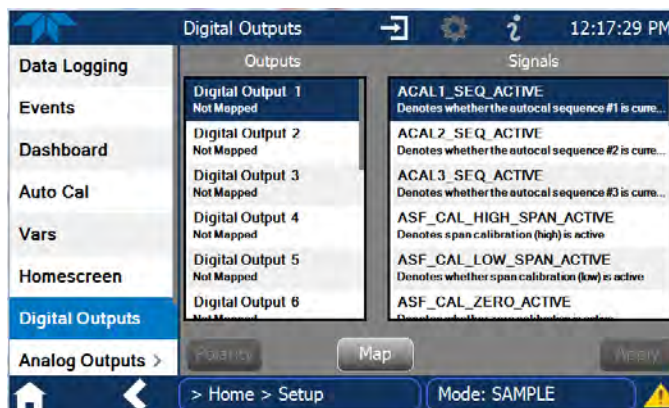 Digital Outputs
12:17:29 PM
Data Logging
Events
Dashboard
Auto Cal
Vars
Homescreen
Digital Outputs
Analog Outputs >
Outputs
Digital Output 1
Not Mapped
Digital Output 2
Not Mapped
Digital Output 3
Not Mapped
Digital Output 4
Not Mapped
Digital Output 5
Not Mapped
Digital Output 6
Not Mapped
Signals
ACAL1_SEQ_ACTIVE
Denotes whether the autocal sequence #1 is curre...
ACAL2_SEQ_ACTIVE
Denotes whether the autocal sequence #2 is curre...
ACAL3_SEQ_ACTIVE
Denotes whether the autocal sequence #3 is curre...
ASF_CAL_HIGH_SPAN_ACTIVE
Denotes span calibration (high) is active
ASF_CAL_LOW_SPAN_ACTIVE
Denotes whether span calibration (low) is active
ASF_CAL_ZERO_ACTIVE
Polarity
Map
Apply
> Home > Setup
Mode: SAMPLE